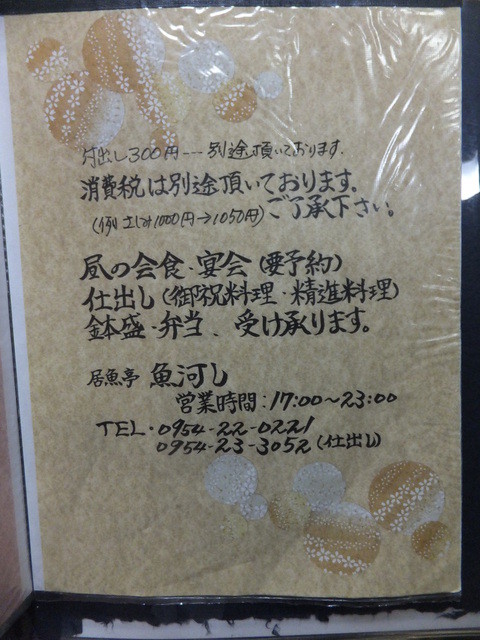 付出し300円---別途頂いております.
消費税は別途頂いております。
(例 さしみ1000円→1050円)ご了承下さい。
昼の会食・宴会(要予約)
仕出し(御祝料理・精進料理)
鉢盛・弁当、受け承ります。
居魚亭 魚河し
営業時間:17:00~23:00
TEL・0954-22-0221
0954-23-3052(仕出し)